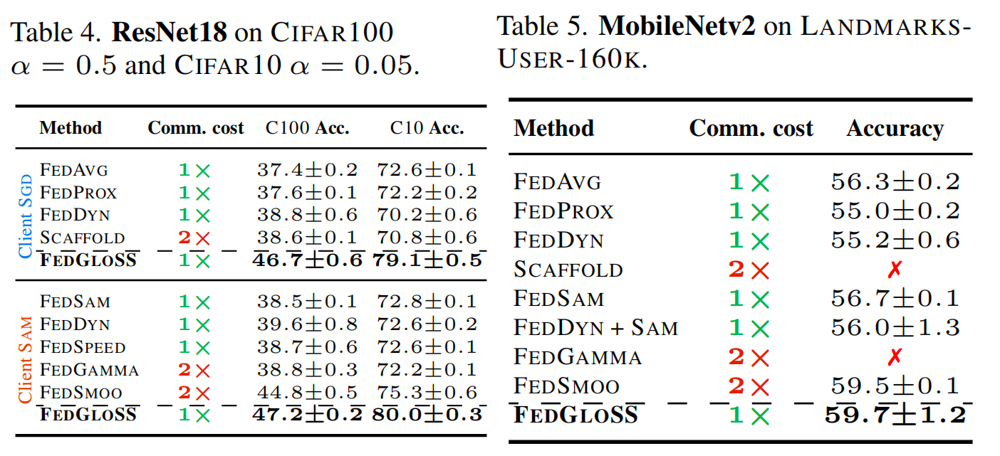 Table 4. ResNet18 on CIFAR100
α = 0.5 and CIFAR10 α = 0.05.
Method Comm. cost C100 Acc. C10 Acc.
Client SGD
FEDAVG 1× 37.4±0.2 72.6±0.1
FEDPROX 1× 37.6±0.1 72.2±0.2
FEDDYN 1× 38.8±0.6 70.2±0.6
SCAFFOLD 2× 38.6±0.1 70.8±0.6
FEDGLOSS 1× 46.7±0.6 79.1±0.5
Client SAM
FEDSAM 1× 38.5±0.1 72.8±0.1
FEDDYN 1× 39.6±0.8 72.6±0.2
FEDSPEED 1× 38.7±0.6 72.6±0.1
FEDGAMMA 2× 38.8±0.3 72.2±0.1
FEDSMOO 2× 44.8±0.5 75.3±0.6
FEDGLOSS 1× 47.2±0.2 80.0±0.3
Table 5. MobileNetv2 on LANDMARKS-
USER-160K.
Method Comm. cost Accuracy
FEDAVG 1× 56.3±0.2
FEDPROX 1× 55.0±0.2
FEDDYN 1× 55.2±0.6
SCAFFOLD 2× ✗
FEDSAM 1× 56.7±0.1
FEDDYN + SAM 1× 56.0±1.3
FEDGAMMA 2× ✗
FEDSMOO 2× 59.5±0.1
FEDGLOSS 1× 59.7±1.2